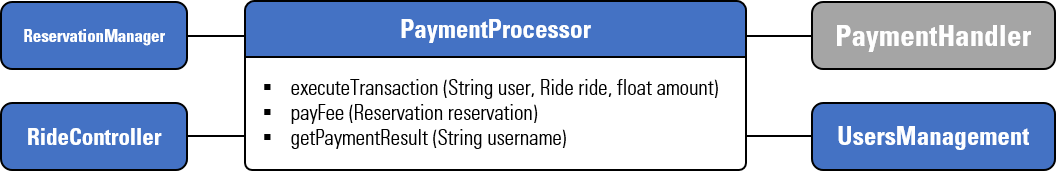 ReservationManager
RideController
PaymentProcessor
▪ executeTransaction (String user, Ride ride, float amount)
▪ payFee (Reservation reservation)
▪ getPaymentResult (String username)
PaymentHandler
UsersManagement